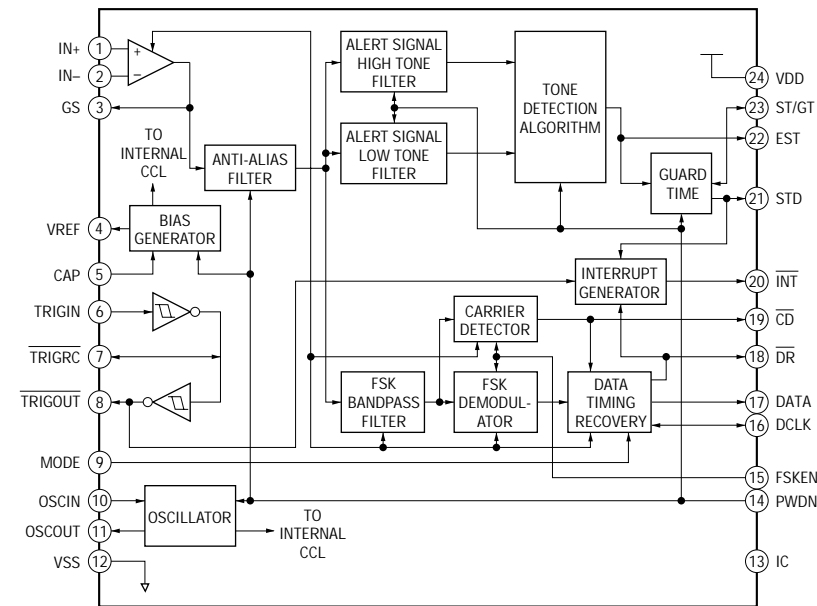 IN+ 1
IN– 2
GS 3
VREF 4
CAP 5
TRIGIN 6
TRIGRC 7
TRIGOUT 8
MODE 9
OSCIN 10
OSCOUT 11
VSS 12
+
–
TO
INTERNAL
CCL
BIAS
GENERATOR
ANTI-ALIAS
FILTER
OSCILLATOR
TO
INTERNAL
CCL
ALERT SIGNAL
HIGH TONE
FILTER
ALERT SIGNAL
LOW TONE
FILTER
TONE
DETECTION
ALGORITHM
GUARD
TIME
INTERRUPT
GENERATOR
CARRIER
DETECTOR
FSK
BANDPASS
FILTER
FSK
DEMODUL-
ATOR
DATA
TIMING
RECOVERY
24 VDD
23 ST/GT
22 EST
21 STD
20 INT
19 CD
18 DR
17 DATA
16 DCLK
15 FSKEN
14 PWDN
13 IC